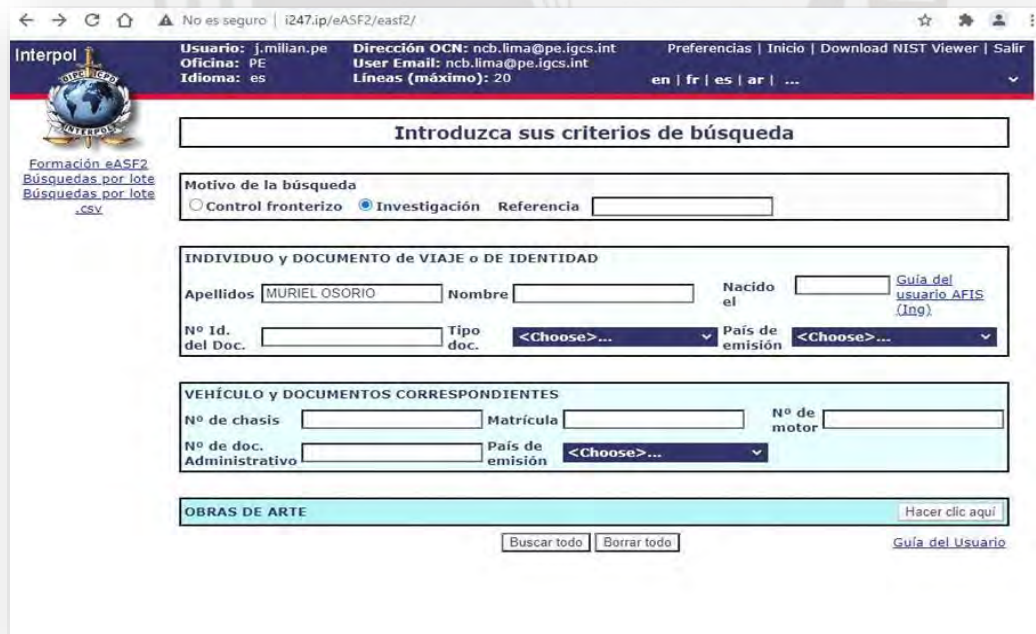 No es seguro | i247.ip/eASF2/easf2/
Interpol
Usuario: j.milian.pe Dirección OCN: ncb.lima@pe.igcs.int Preferencias | Inicio | Download NIST Viewer | Salir
Oficina: PE User Email: ncb.lima@pe.igcs.int
Idioma: es Líneas (máximo): 20 en | fr | es | ar | ...
OIPC ICPO
INTERPOL
Formación eASF2
Búsquedas por lote
Búsquedas por lote
.csv
Introduzca sus criterios de búsqueda
Motivo de la búsqueda
Control fronterizo Investigación Referencia
INDIVIDUO y DOCUMENTO de VIAJE o DE IDENTIDAD
Apellidos MURIEL OSORIO Nombre Nacido el Guía del usuario AFIS (Ing)
Nº Id. del Doc. Tipo doc. <Choose>... País de emisión <Choose>...
VEHÍCULO y DOCUMENTOS CORRESPONDIENTES
Nº de chasis Matrícula Nº de motor
Nº de doc. Administrativo País de emisión <Choose>...
OBRAS DE ARTE Hacer clic aquí
Buscar todo Borrar todo Guía del Usuario